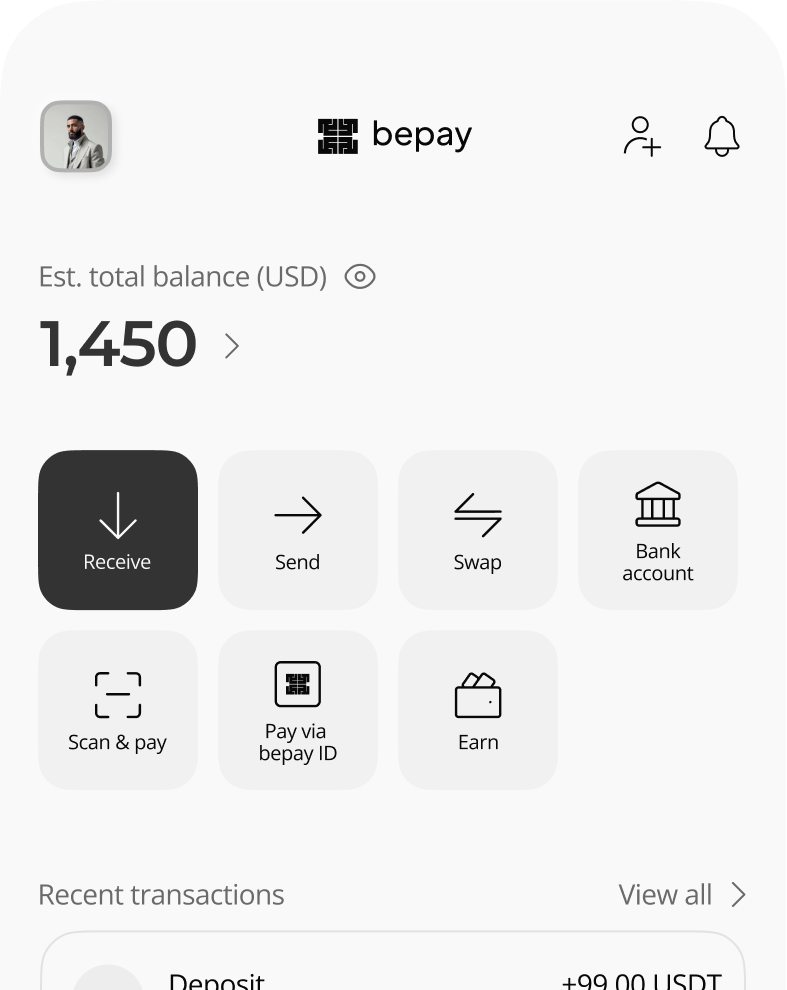 bepay
Est. total balance (USD)
1,450
Receive
Send
Swap
Bank
account
Scan & pay
Pay via
bepay ID
Earn
Recent transactions
View all
Deposit
+99.00 USDT